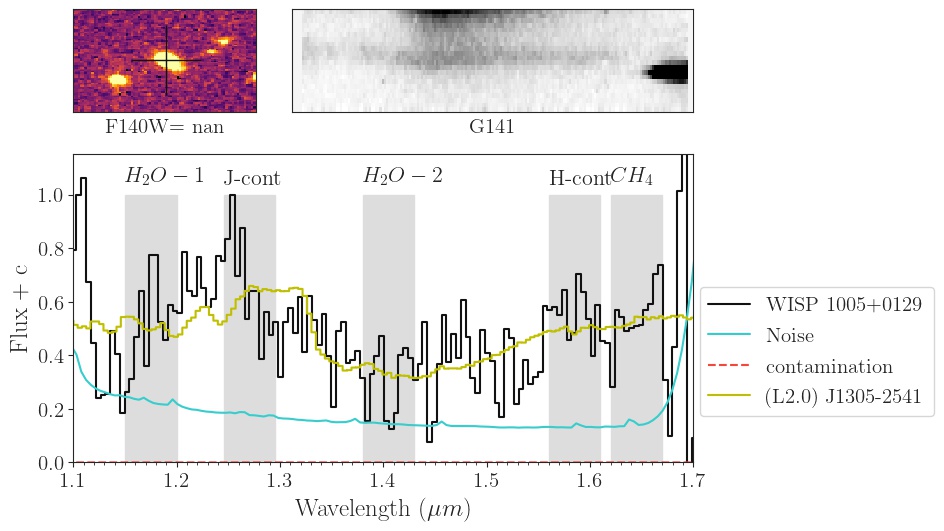 F140W= nan
G141
H₂O − 1
J-cont
H₂O − 2
H-cont
CH₄
1.0
0.8
0.6
0.4
0.2
0.0
Flux + c
1.1 1.2 1.3 1.4 1.5 1.6 1.7
Wavelength (μm)
WISP 1005+0129
Noise
contamination
(L2.0) J1305-2541